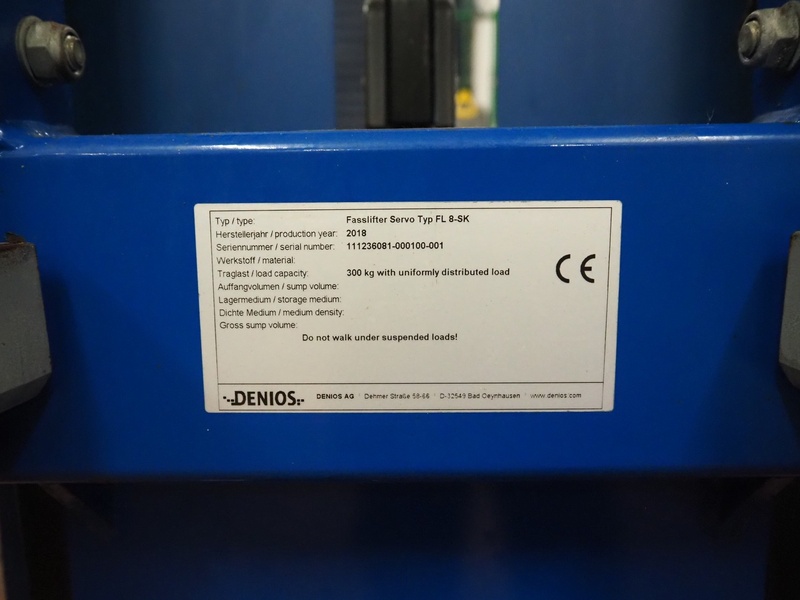 Typ / type: Fasslifter Servo Typ FL 8-SK
Herstellerjahr / production year: 2018
Seriennummer / serial number: 111236081-000100-001
Werkstoff / material:
Traglast / load capacity: 300 kg with uniformly distributed load
Auffangvolumen / sump volume:
Lagermedium / storage medium:
Dichte Medium / medium density:
Gross sump volume:
Do not walk under suspended loads!
CE
DENIOS
DENIOS AG · Dehmer Straße 58-66 · D-32549 Bad Oeynhausen · www.denios.com